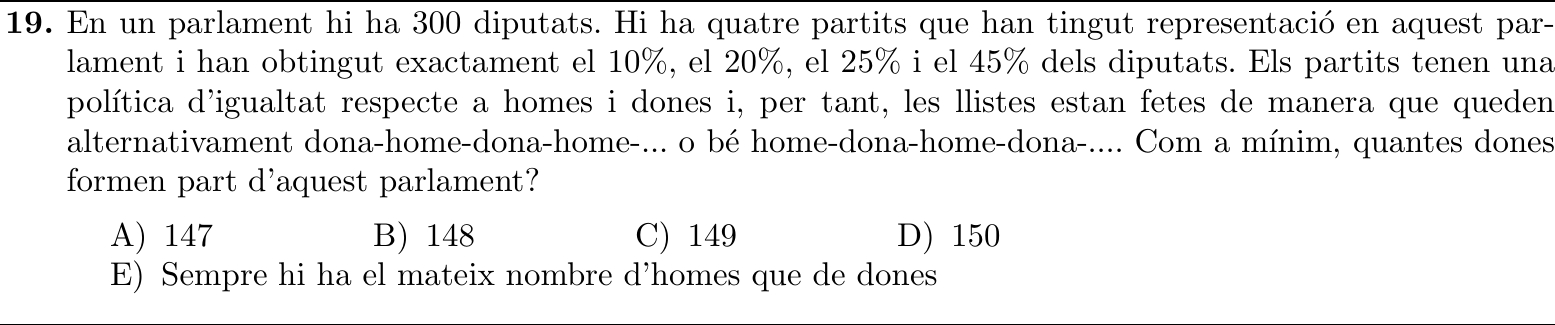 19. En un parlament hi ha 300 diputats. Hi ha quatre partits que han tingut representació en aquest par-
lament i han obtingut exactament el 10%, el 20%, el 25% i el 45% dels diputats. Els partits tenen una
política d'igualtat respecte a homes i dones i, per tant, les llistes estan fetes de manera que queden
alternativament dona-home-dona-home-... o bé home-dona-home-dona-.... Com a mínim, quantes dones
formen part d'aquest parlament?
A) 147 B) 148 C) 149 D) 150
E) Sempre hi ha el mateix nombre d'homes que de dones